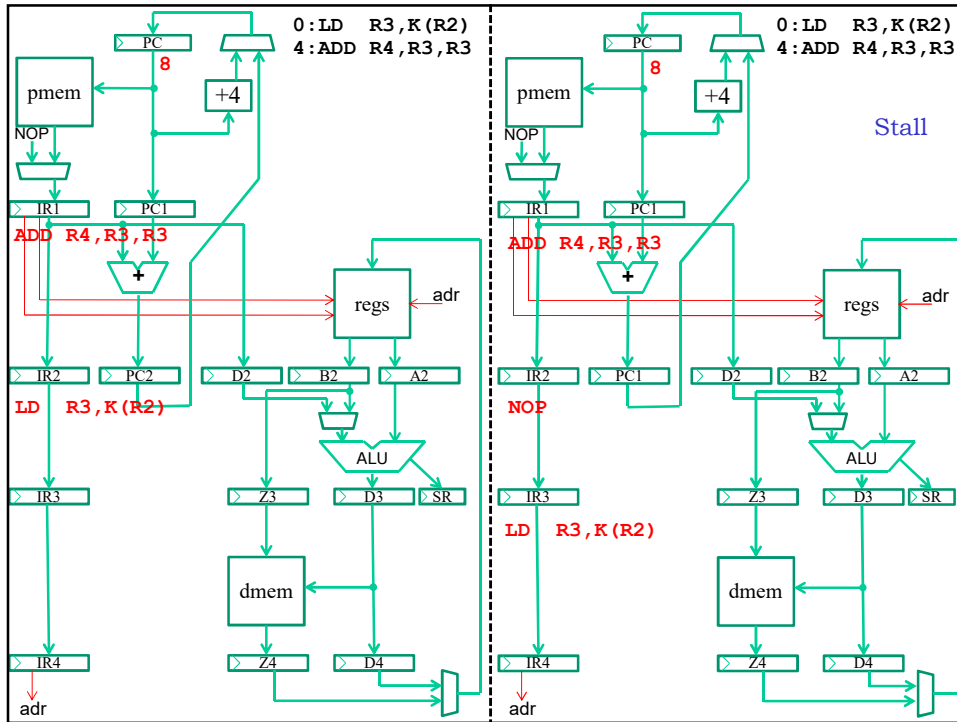 0:LD R3,K(R2)
4:ADD R4,R3,R3
PC
8
pmem
+4
NOP
IR1
PC1
ADD R4,R3,R3
+
regs
adr
IR2
PC2
D2
B2
A2
LD R3,K(R2)
ALU
IR3
Z3
D3
SR
dmem
IR4
Z4
D4
adr
0:LD R3,K(R2)
4:ADD R4,R3,R3
PC
8
pmem
+4
Stall
NOP
IR1
PC1
ADD R4,R3,R3
+
regs
adr
IR2
PC1
D2
B2
A2
NOP
ALU
IR3
Z3
D3
SR
LD R3,K(R2)
dmem
IR4
Z4
D4
adr